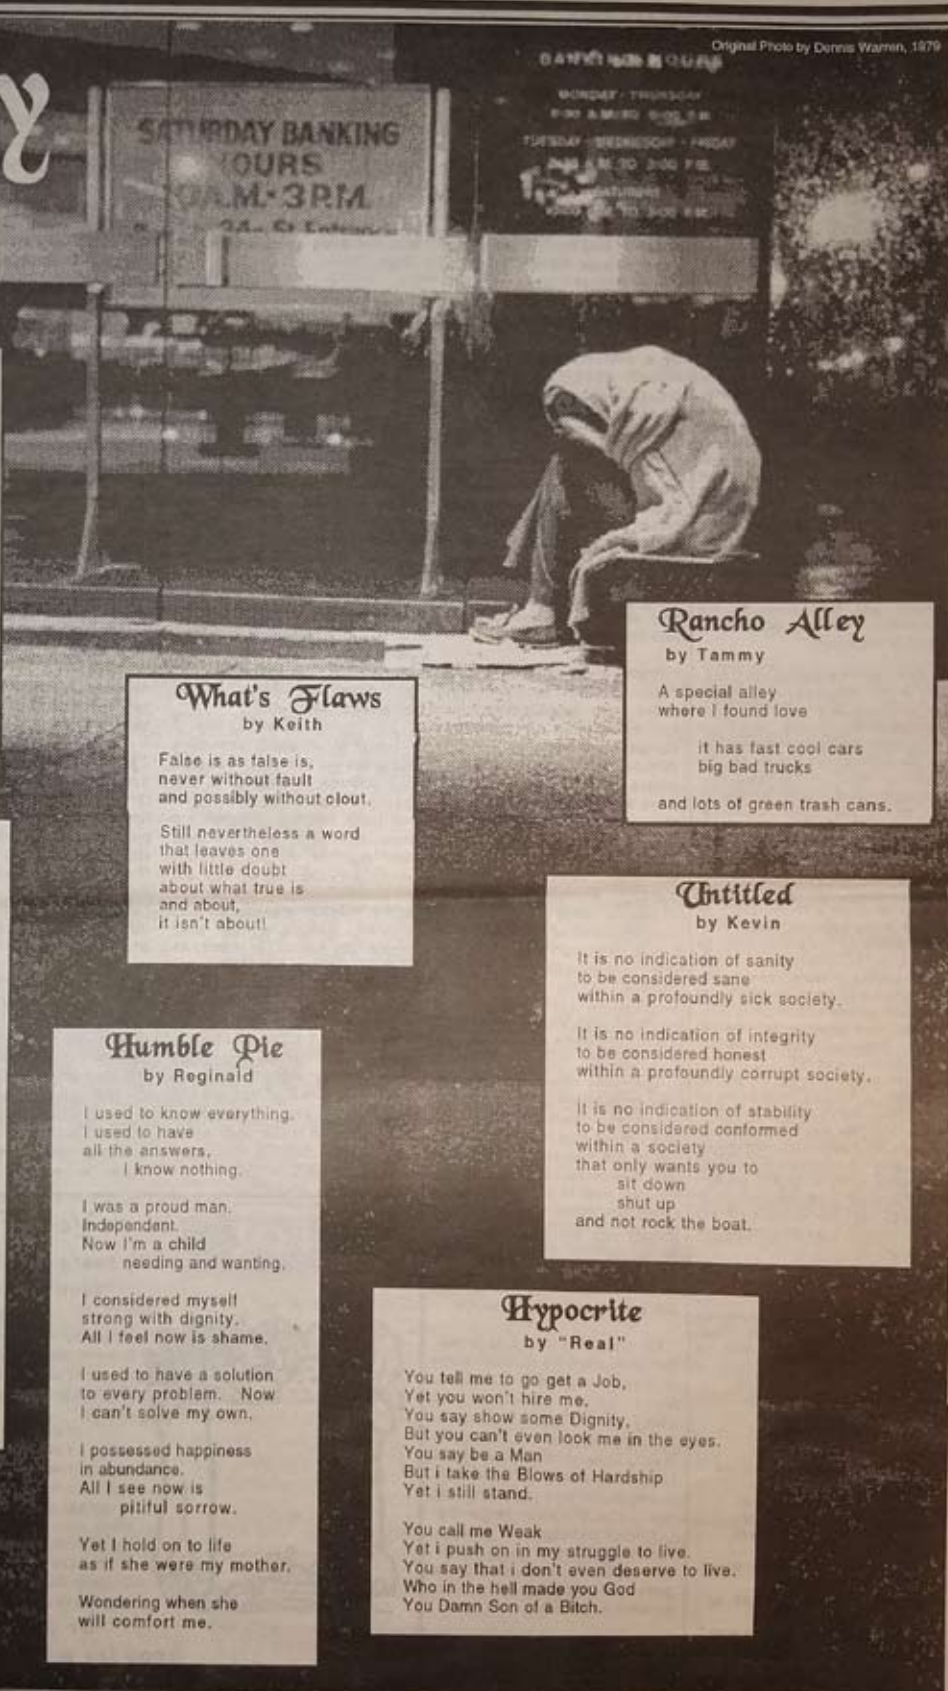 Original Photo by Dennis Warren, 1979
y
SATURDAY BANKING
HOURS
A.M.-3P.M.
24th St Entrance
MONDAY - THURSDAY
TUESDAY - WEDNESDAY - FRIDAY
SATURDAY
Rancho Alley
by Tammy
A special alley
where I found love
it has fast cool cars
big bad trucks
and lots of green trash cans.
What's Flaws
by Keith
False is as false is,
never without fault
and possibly without clout.
Still nevertheless a word
that leaves one
with little doubt
about what true is
and about,
it isn't about!
Untitled
by Kevin
It is no indication of sanity
to be considered sane
within a profoundly sick society.
It is no indication of integrity
to be considered honest
within a profoundly corrupt society.
It is no indication of stability
to be considered conformed
within a society
that only wants you to
sit down
shut up
and not rock the boat.
Humble Pie
by Reginald
I used to know everything.
I used to have
all the answers,
I know nothing.
I was a proud man.
Independent.
Now I'm a child
needing and wanting.
I considered myself
strong with dignity.
All I feel now is shame.
I used to have a solution
to every problem. Now
I can't solve my own.
I possessed happiness
in abundance.
All I see now is
pitiful sorrow.
Yet I hold on to life
as if she were my mother.
Wondering when she
will comfort me.
Hypocrite
by "Real"
You tell me to go get a Job,
Yet you won't hire me.
You say show some Dignity,
But you can't even look me in the eyes.
You say be a Man
But i take the Blows of Hardship
Yet i still stand.
You call me Weak
Yet i push on in my struggle to live.
You say that i don't even deserve to live.
Who in the hell made you God
You Damn Son of a Bitch.